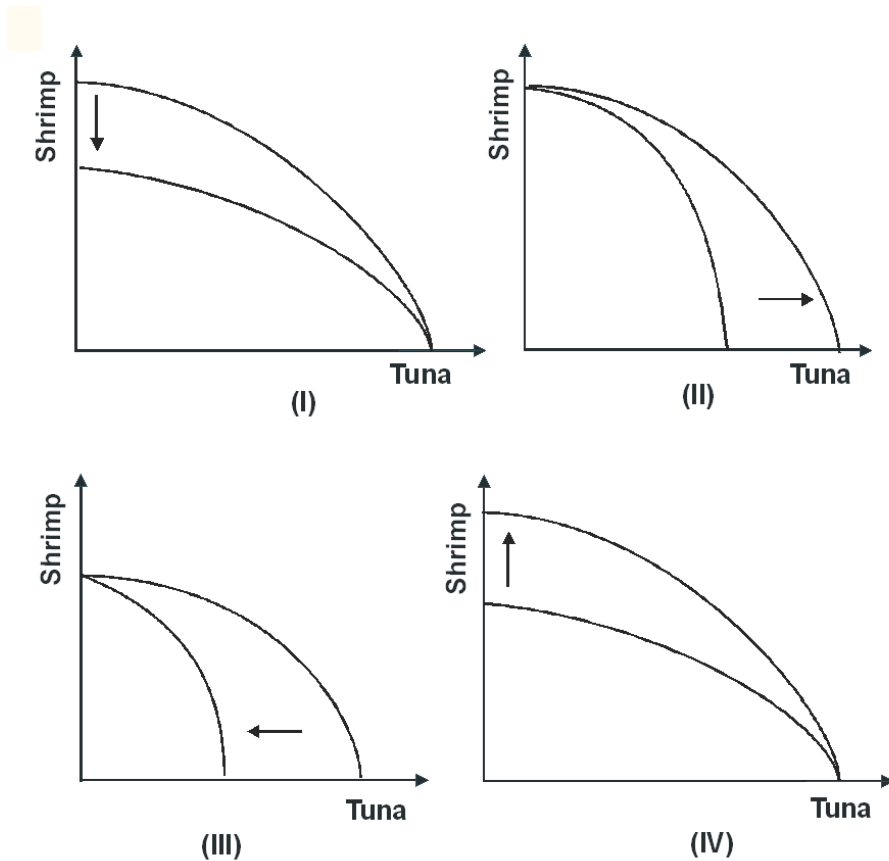 Shrimp
Tuna
(I)
Shrimp
Tuna
(II)
Shrimp
Tuna
(III)
Shrimp
Tuna
(IV)